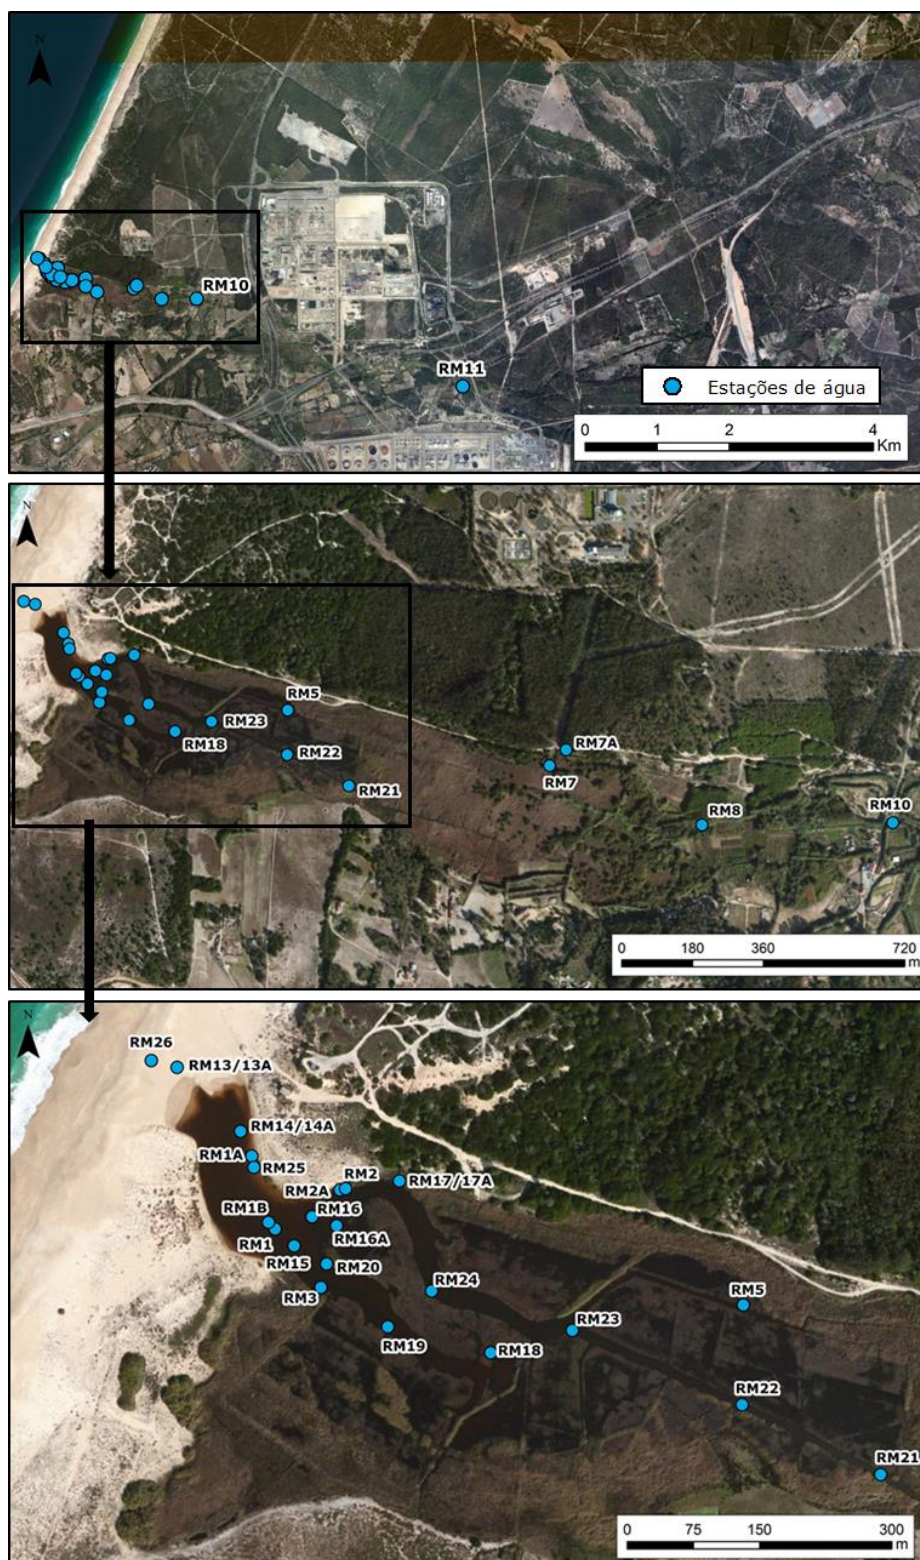 N
RM10
RM11
Estações de água
0 1 2 4
Km
N
RM5
RM23
RM18
RM22
RM21
RM7A
RM7
RM8
RM10
0 180 360 720
m
N
RM26
RM13/13A
RM14/14A
RM1A
RM25
RM2
RM17/17A
RM2A
RM16
RM1B
RM16A
RM1
RM15
RM20
RM24
RM3
RM5
RM23
RM19
RM18
RM22
RM21
0 75 150 300
m